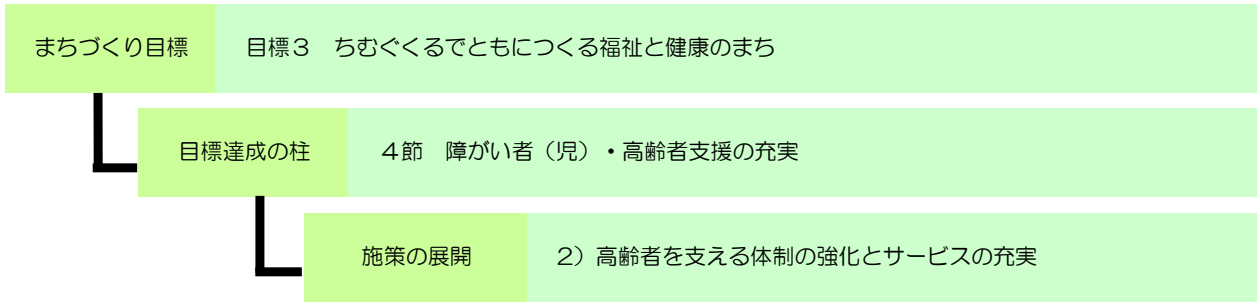 まちづくり目標　目標３　ちむぐくるでともにつくる福祉と健康のまち
目標達成の柱　４節　障がい者（児）・高齢者支援の充実
施策の展開　２）高齢者を支える体制の強化とサービスの充実